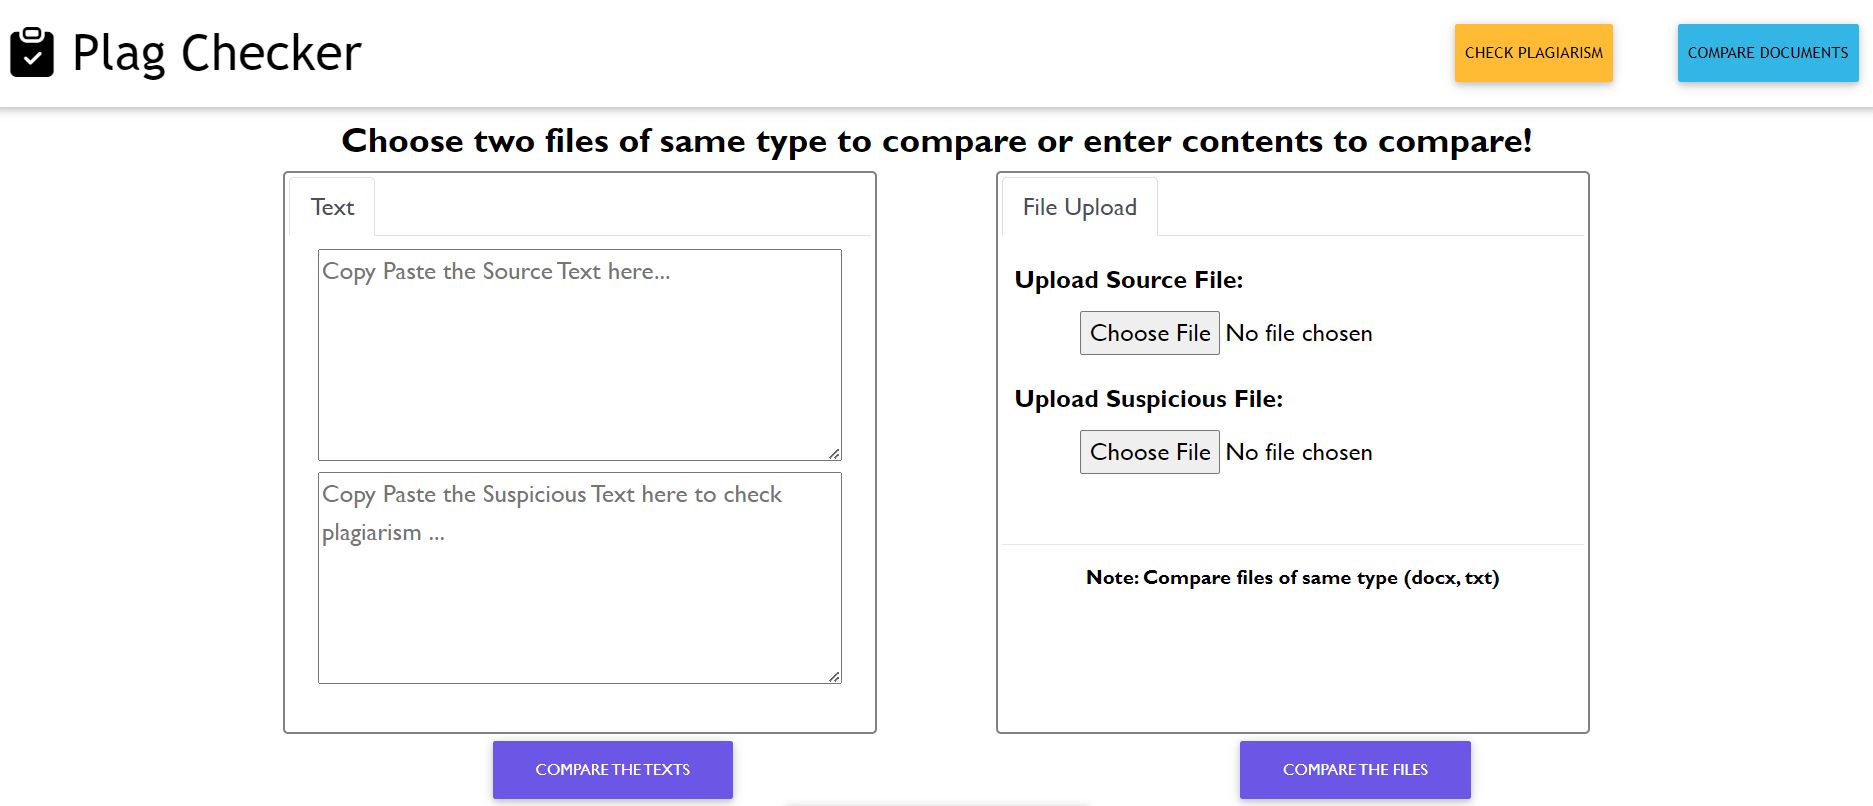 Plag Checker
CHECK PLAGIARISM
COMPARE DOCUMENTS
Choose two files of same type to compare or enter contents to compare!
Text
Copy Paste the Source Text here...
Copy Paste the Suspicious Text here to check
plagiarism ...
COMPARE THE TEXTS
File Upload
Upload Source File:
Choose File No file chosen
Upload Suspicious File:
Choose File No file chosen
Note: Compare files of same type (docx, txt)
COMPARE THE FILES